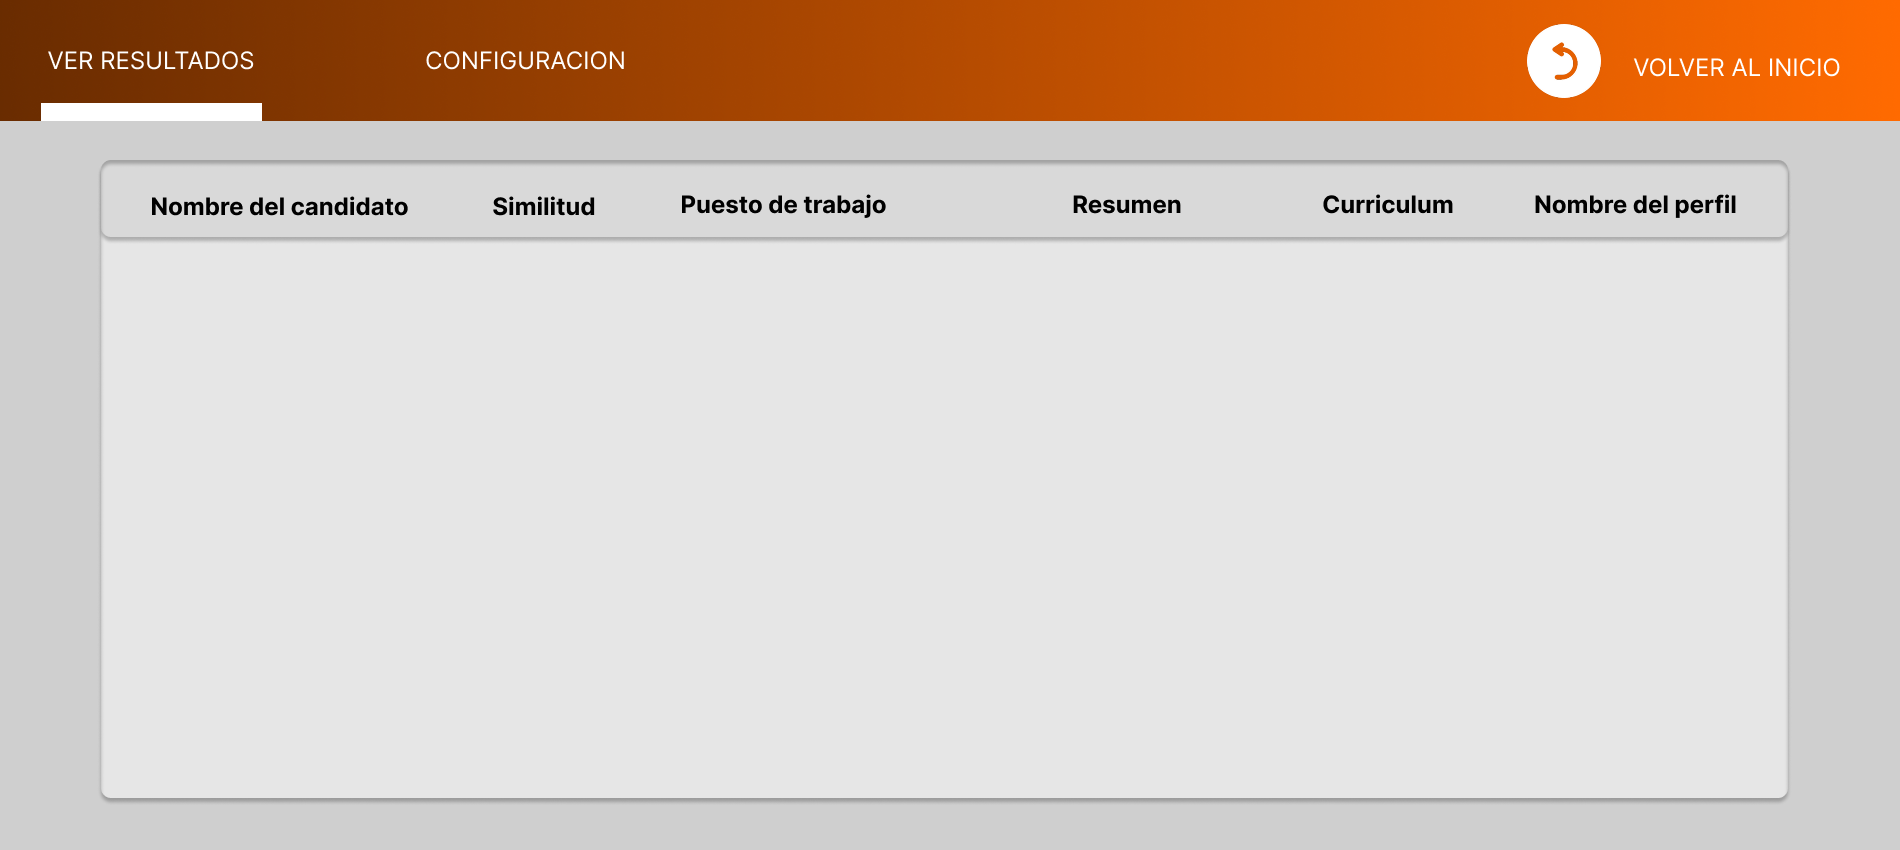 VER RESULTADOS CONFIGURACION VOLVER AL INICIO
Nombre del candidato Similitud Puesto de trabajo Resumen Curriculum Nombre del perfil